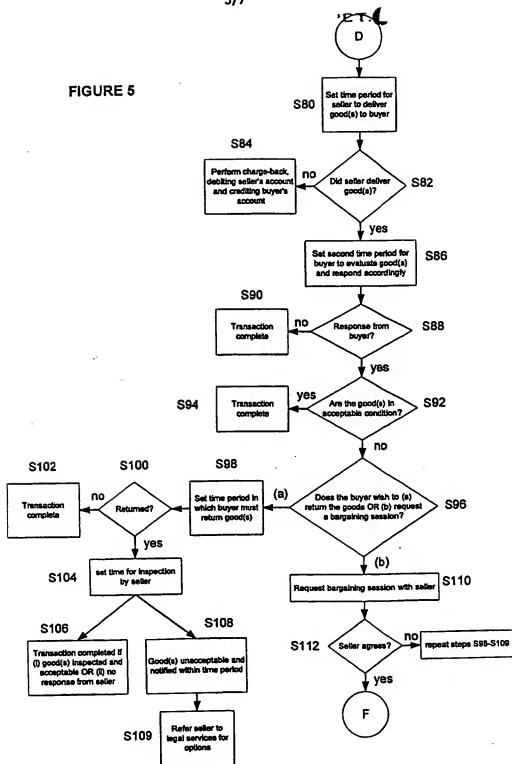 D
FIGURE 5
S80
Set time period for
seller to deliver
good(s) to buyer
S84
Perform charge-back,
debiting seller's account
and crediting buyer's
account
no
Did seller deliver
good(s)?
S82
yes
Set second time period for
buyer to evaluate good(s)
and respond accordingly
S86
S90
Transaction
complete
no
Response from
buyer?
S88
yes
S94
Transaction
complete
yes
Are the good(s) in
acceptable condition?
S92
no
S102
Transaction
complete
no
S100
Returned?
S98
Set time period in
which buyer must
return good(s)
(a)
Does the buyer wish to (a)
return the goods OR (b) request
a bargaining session?
S96
yes
(b)
S104
set time for inspection
by seller
Request bargaining session with seller
S110
S106
Transaction completed if
(i) good(s) inspected and
acceptable OR (ii) no
response from seller
S108
Good(s) unacceptable and
notified within time period
S112
Seller agrees?
no
repeat steps S98-S109
yes
S109
Refer seller to
legal services for
options
F